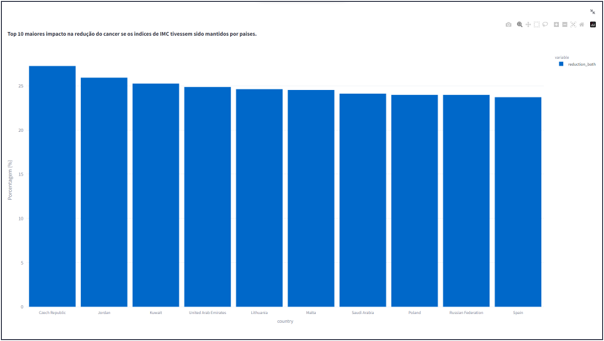 Top 10 maiores impacto na redução do cancer se os índices de IMC tivessem sido mantidos por países.
variable
reduction_both
Porcentagem (%)
25
20
15
10
5
0
Czech Republic
Jordan
Kuwait
United Arab Emirates
Lithuania
Malta
Saudi Arabia
Poland
Russian Federation
Spain
country